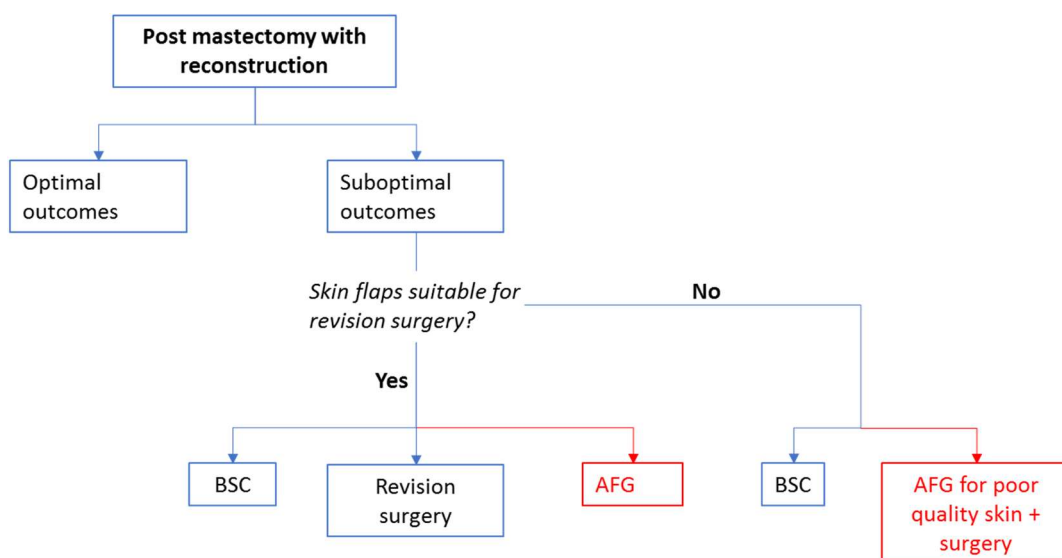 Post mastectomy with
reconstruction
Optimal
outcomes
Suboptimal
outcomes
Skin flaps suitable for
revision surgery?
No
Yes
BSC
Revision
surgery
AFG
BSC
AFG for poor
quality skin +
surgery